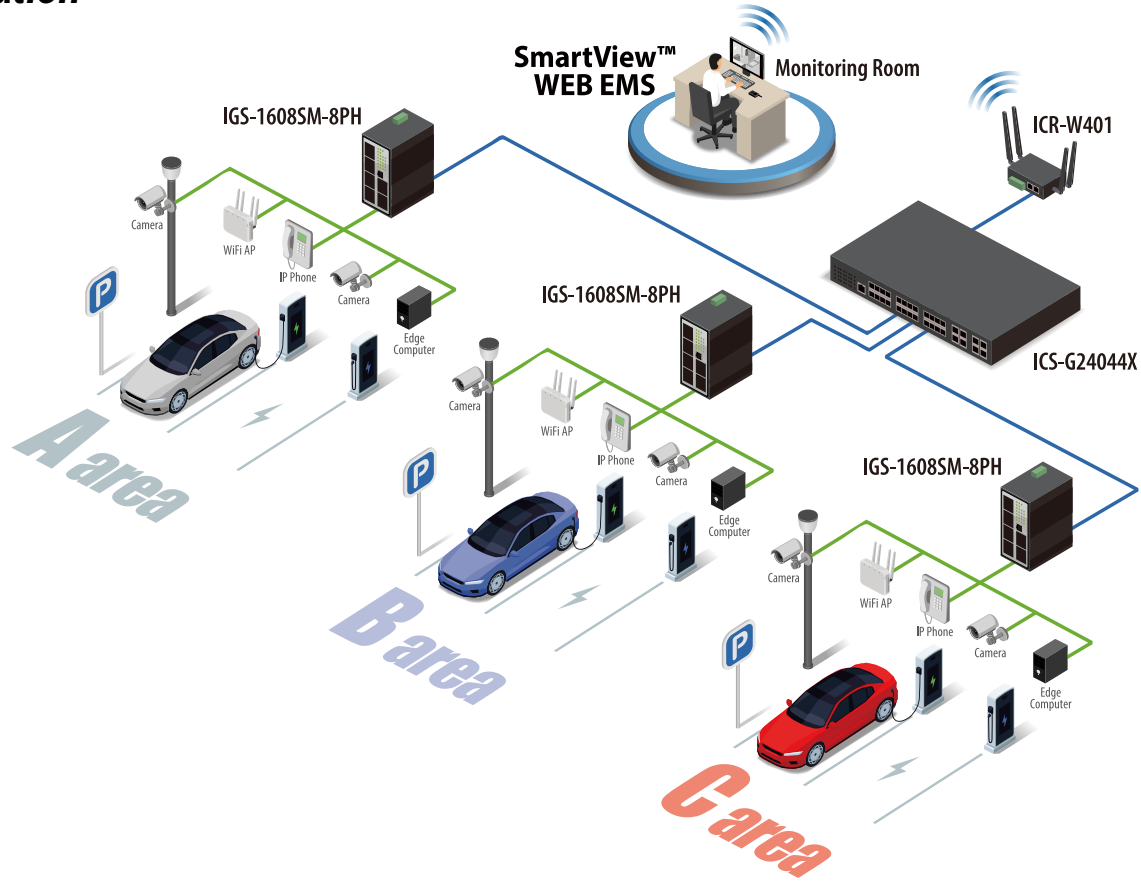 SmartView™
WEB EMS
Monitoring Room
ICR-W401
ICS-G24044X
IGS-1608SM-8PH
Camera
WiFi AP
IP Phone
Camera
Edge
Computer
P
A area
IGS-1608SM-8PH
Camera
WiFi AP
IP Phone
Camera
Edge
Computer
P
B area
IGS-1608SM-8PH
Camera
WiFi AP
IP Phone
Camera
Edge
Computer
P
C area